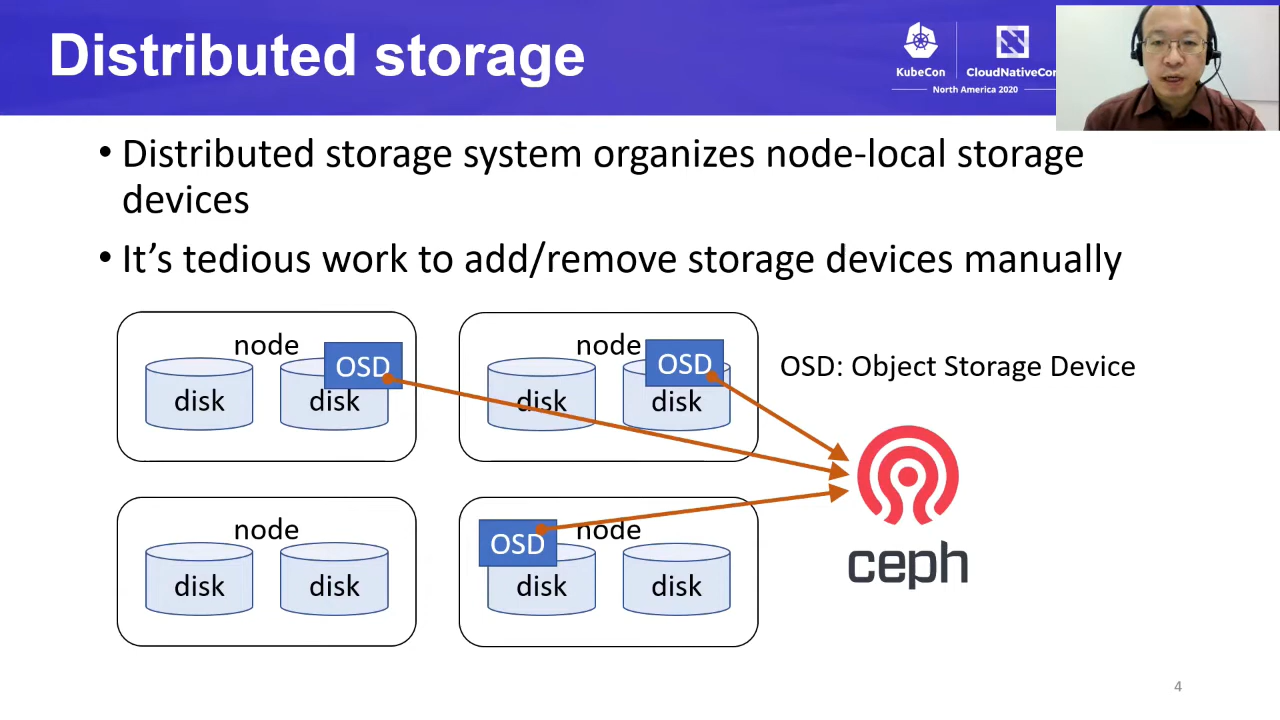 Distributed storage
KubeCon
CloudNativeCon
North America 2020
• Distributed storage system organizes node-local storage
devices
• It’s tedious work to add/remove storage devices manually
node
OSD
disk
disk
node
OSD
disk
disk
OSD: Object Storage Device
node
disk
disk
node
OSD
disk
disk
ceph
4